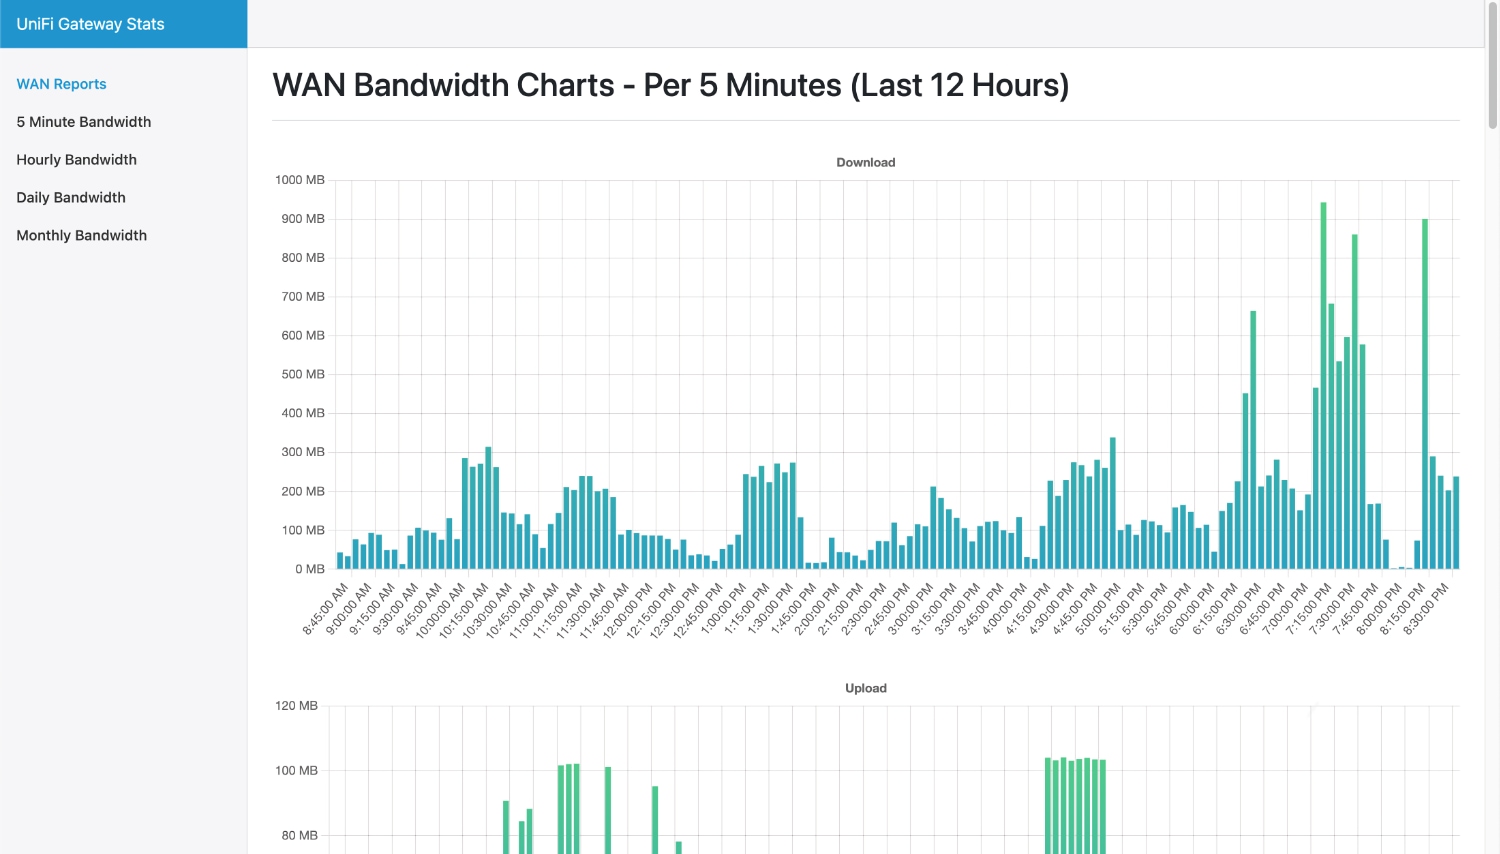 UniFi Gateway Stats
WAN Reports
5 Minute Bandwidth
Hourly Bandwidth
Daily Bandwidth
Monthly Bandwidth
WAN Bandwidth Charts - Per 5 Minutes (Last 12 Hours)
Download
1000 MB
900 MB
800 MB
700 MB
600 MB
500 MB
400 MB
300 MB
200 MB
100 MB
0 MB
8:45:00 AM
9:00:00 AM
9:15:00 AM
9:30:00 AM
9:45:00 AM
10:00:00 AM
10:15:00 AM
10:30:00 AM
10:45:00 AM
11:00:00 AM
11:15:00 AM
11:30:00 AM
11:45:00 AM
12:00:00 PM
12:15:00 PM
12:30:00 PM
12:45:00 PM
1:00:00 PM
1:15:00 PM
1:30:00 PM
1:45:00 PM
2:00:00 PM
2:15:00 PM
2:30:00 PM
2:45:00 PM
3:00:00 PM
3:15:00 PM
3:30:00 PM
3:45:00 PM
4:00:00 PM
4:15:00 PM
4:30:00 PM
4:45:00 PM
5:00:00 PM
5:15:00 PM
5:30:00 PM
5:45:00 PM
6:00:00 PM
6:15:00 PM
6:30:00 PM
6:45:00 PM
7:00:00 PM
7:15:00 PM
7:30:00 PM
7:45:00 PM
8:00:00 PM
8:15:00 PM
8:30:00 PM
Upload
120 MB
100 MB
80 MB